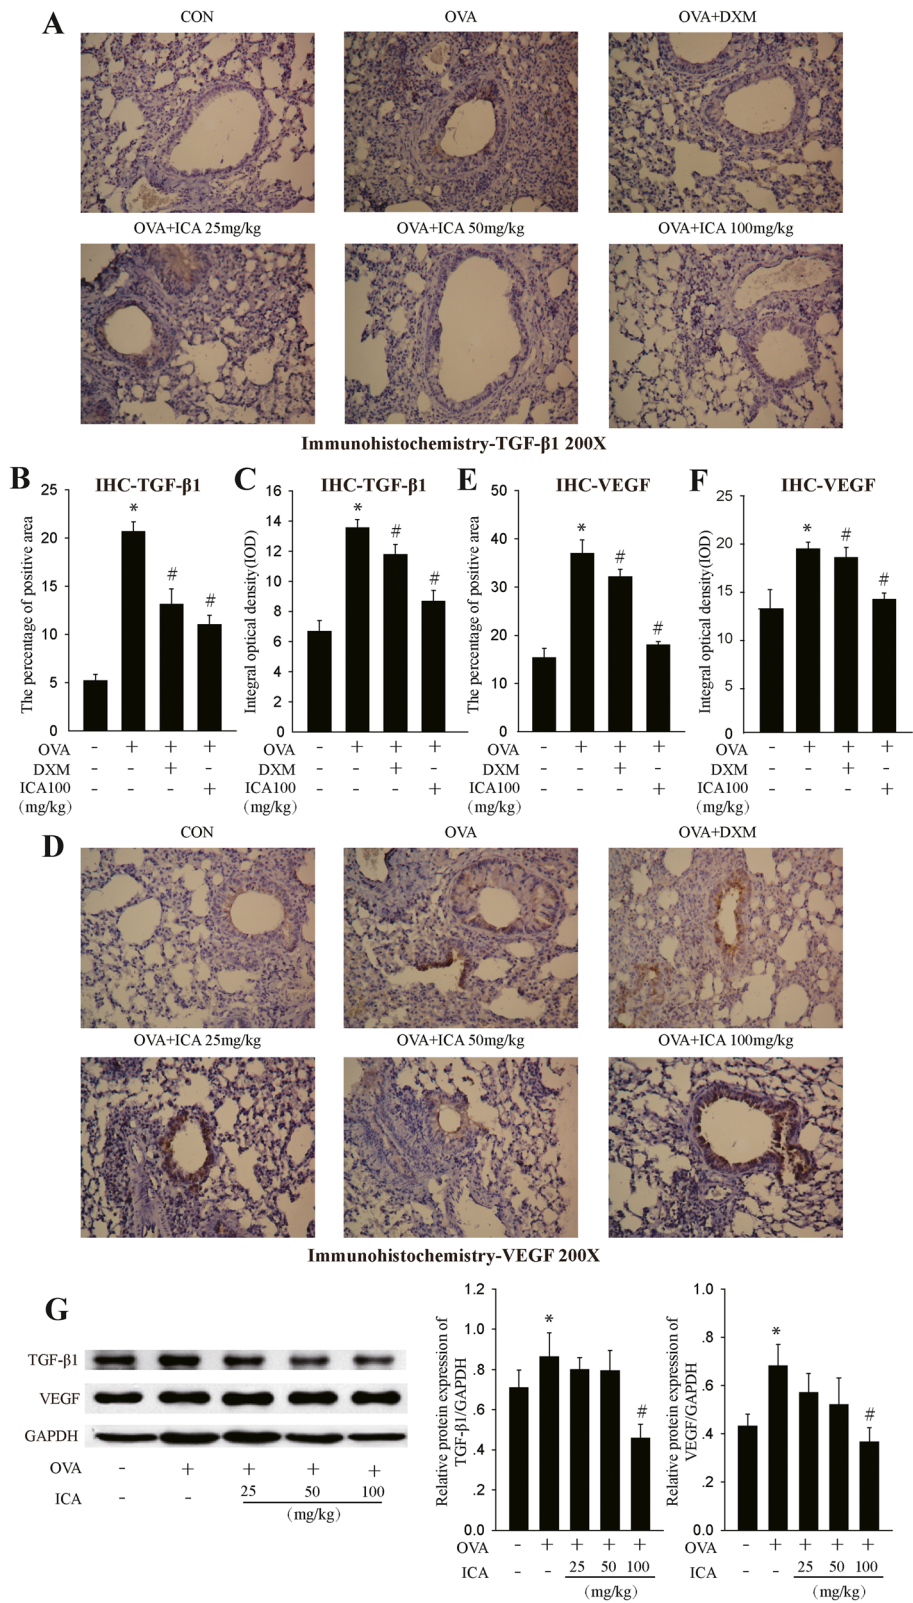 A
CON
OVA
OVA+DXM
OVA+ICA 25mg/kg
OVA+ICA 50mg/kg
OVA+ICA 100mg/kg
Immunohistochemistry-TGF-β1 200X
B
IHC-TGF-β1
The percentage of positive area
25
20
15
10
5
0
*
#
#
OVA - + + +
DXM - - + -
ICA100 - - - +
(mg/kg)
C
IHC-TGF-β1
Integral optical density(IOD)
16
14
12
10
8
6
4
2
0
*
#
#
- + + +
DXM - - + -
ICA100 - - - +
(mg/kg)
OVA
E
IHC-VEGF
The percentage of positive area
50
40
30
20
10
0
*
#
#
OVA - + + +
DXM - - + -
ICA100 - - - +
(mg/kg)
F
IHC-VEGF
Integral optical density(IOD)
25
20
15
10
5
0
*
#
#
OVA - + + +
DXM - - + -
ICA100 - - - +
(mg/kg)
D
CON
OVA
OVA+DXM
OVA+ICA 25mg/kg
OVA+ICA 50mg/kg
OVA+ICA 100mg/kg
Immunohistochemistry-VEGF 200X
G
TGF-β1
VEGF
GAPDH
OVA - + + + +
ICA - - 25 50 100
(mg/kg)
Relative protein expression of
TGF-β1/GAPDH
1.2
1.0
.8
.6
.4
.2
0.0
*
#
OVA - + + + +
ICA - - 25 50 100
(mg/kg)
Relative protein expression of
VEGF/GAPDH
1.0
.8
.6
.4
.2
0.0
*
#
OVA - + + + +
ICA - - 25 50 100
(mg/kg)